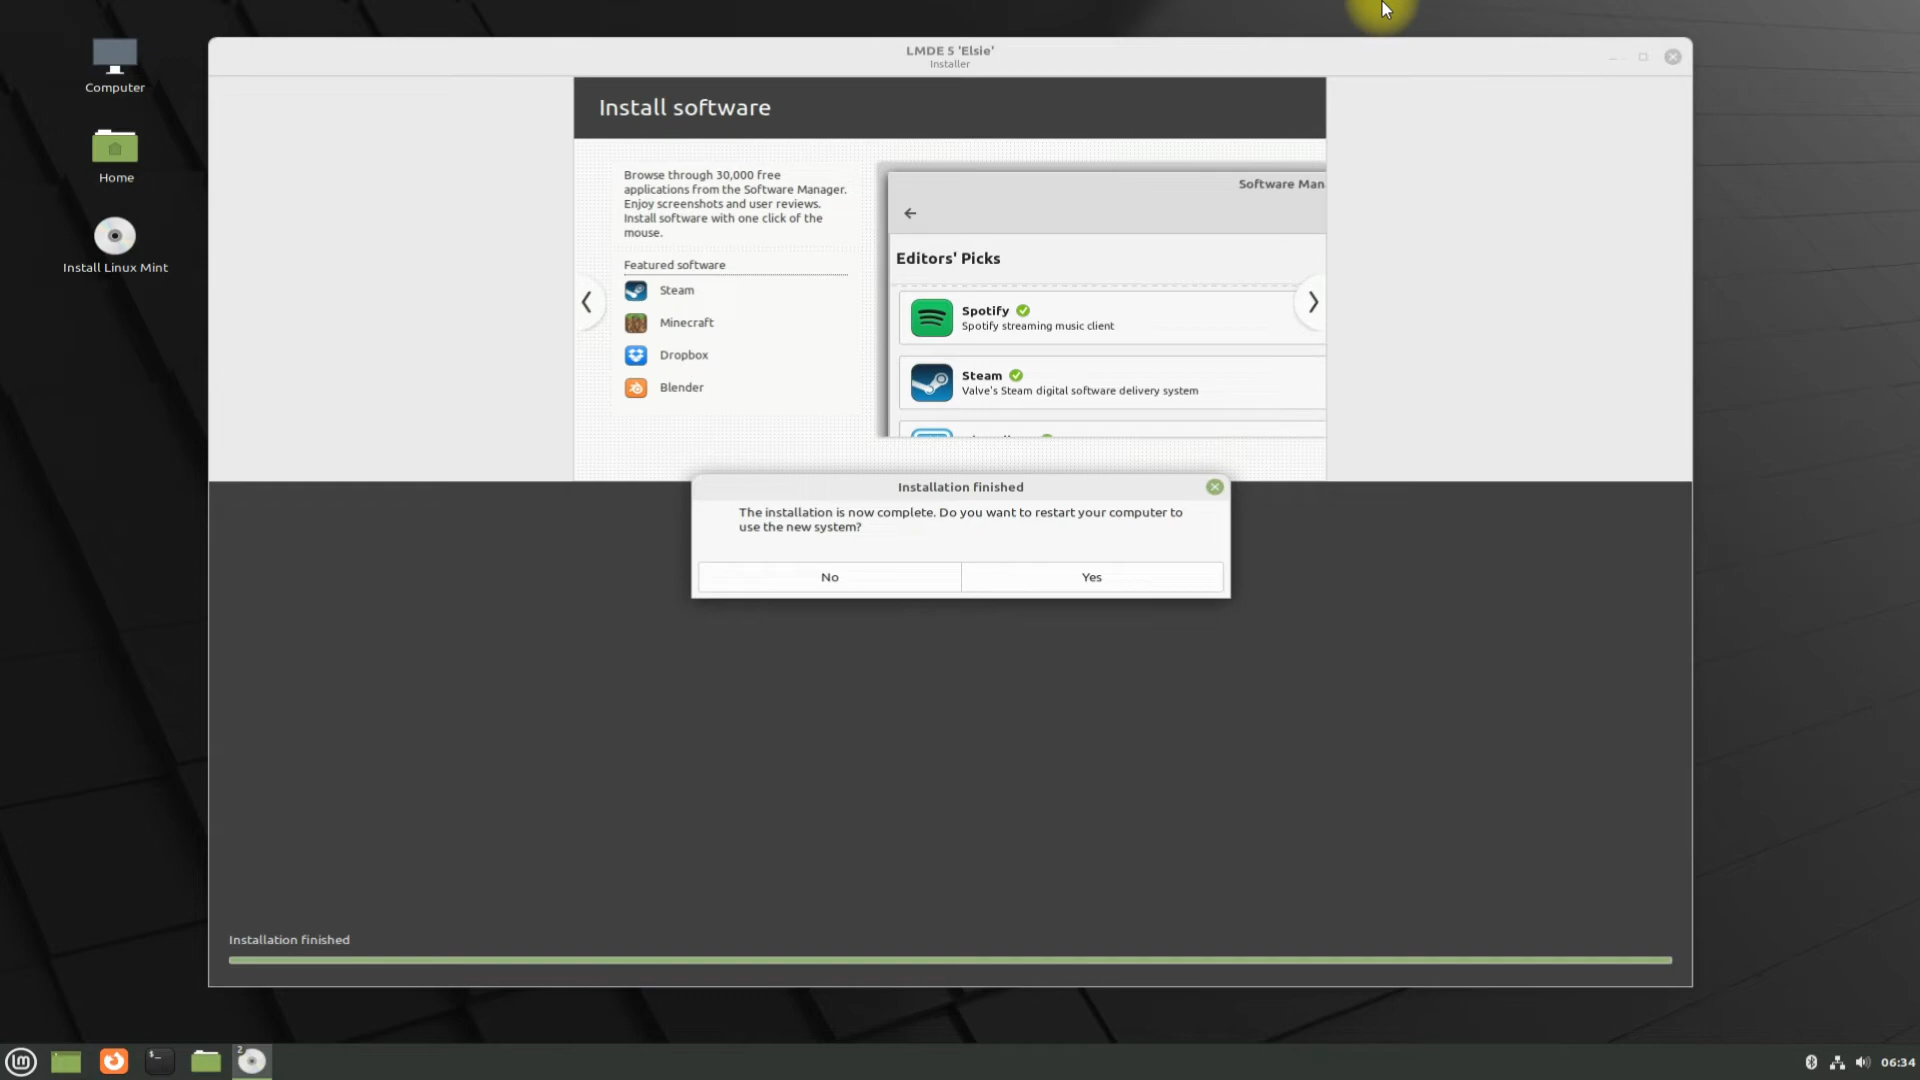 LMDE 5 'Elsie'
Installer
Computer
Home
Install Linux Mint
Install software
Browse through 30,000 free
applications from the Software Manager.
Enjoy screenshots and user reviews.
Install software with one click of the
mouse.
Featured software
Steam
Minecraft
Dropbox
Blender
Software Man
Editors' Picks
Spotify
Spotify streaming music client
Steam
Valve's Steam digital software delivery system
Installation finished
The installation is now complete. Do you want to restart your computer to
use the new system?
No
Yes
Installation finished
$_
2
06:34